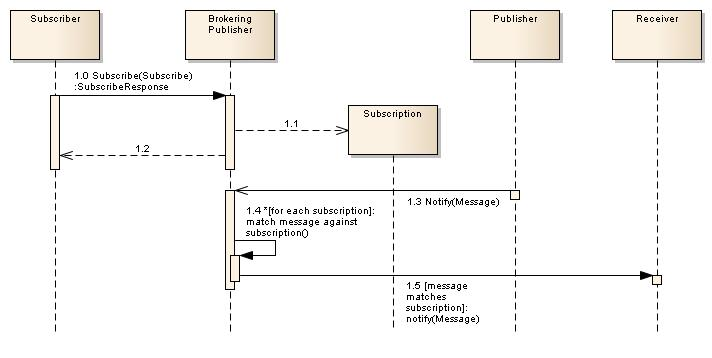 Subscriber
Brokering
Publisher
Publisher
Receiver
1.0 Subscribe(Subscribe)
:SubscribeResponse
Subscription
1.1
1.2
1.3 Notify(Message)
1.4 *[for each subscription]:
match message against
subscription()
1.5 [message
matches
subscription]:
notify(Message)